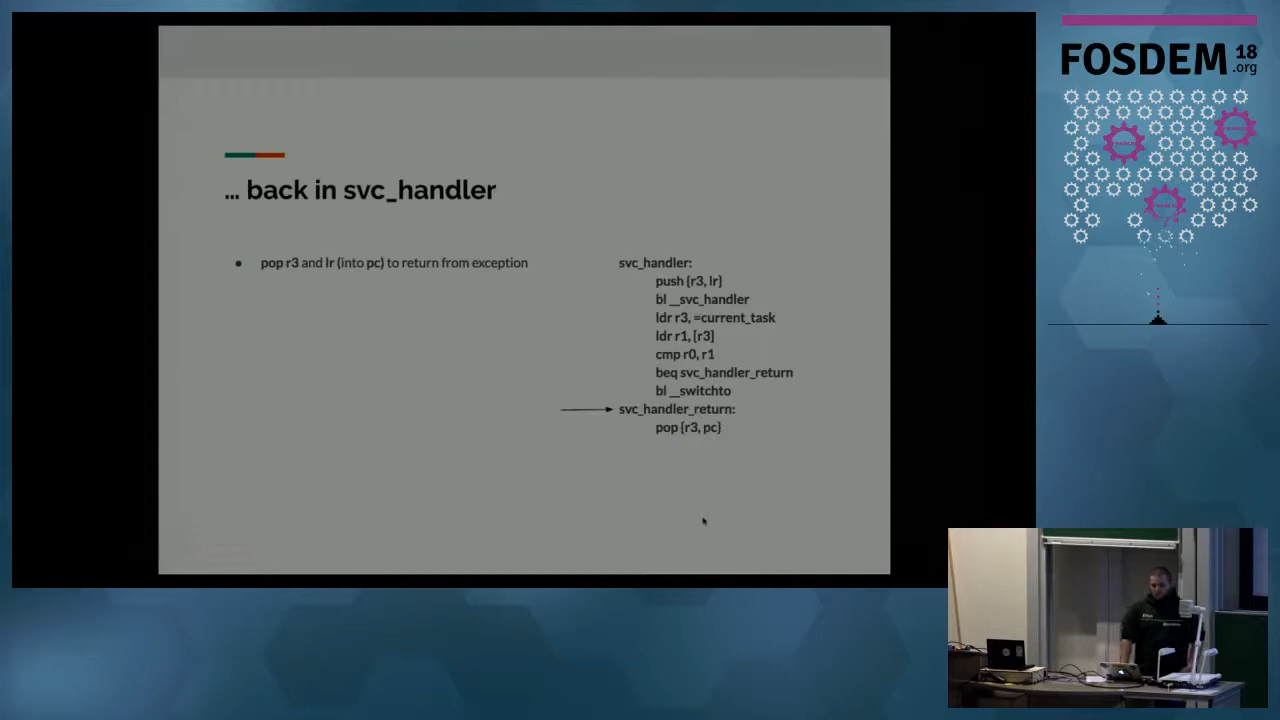 FOSDEM 18
.org
... back in svc_handler
● pop r3 and lr (into pc) to return from exception
svc_handler:
push {r3, lr}
bl __svc_handler
ldr r3, =current_task
ldr r1, [r3]
cmp r0, r1
beq svc_handler_return
bl __switchto
svc_handler_return:
pop {r3, pc}